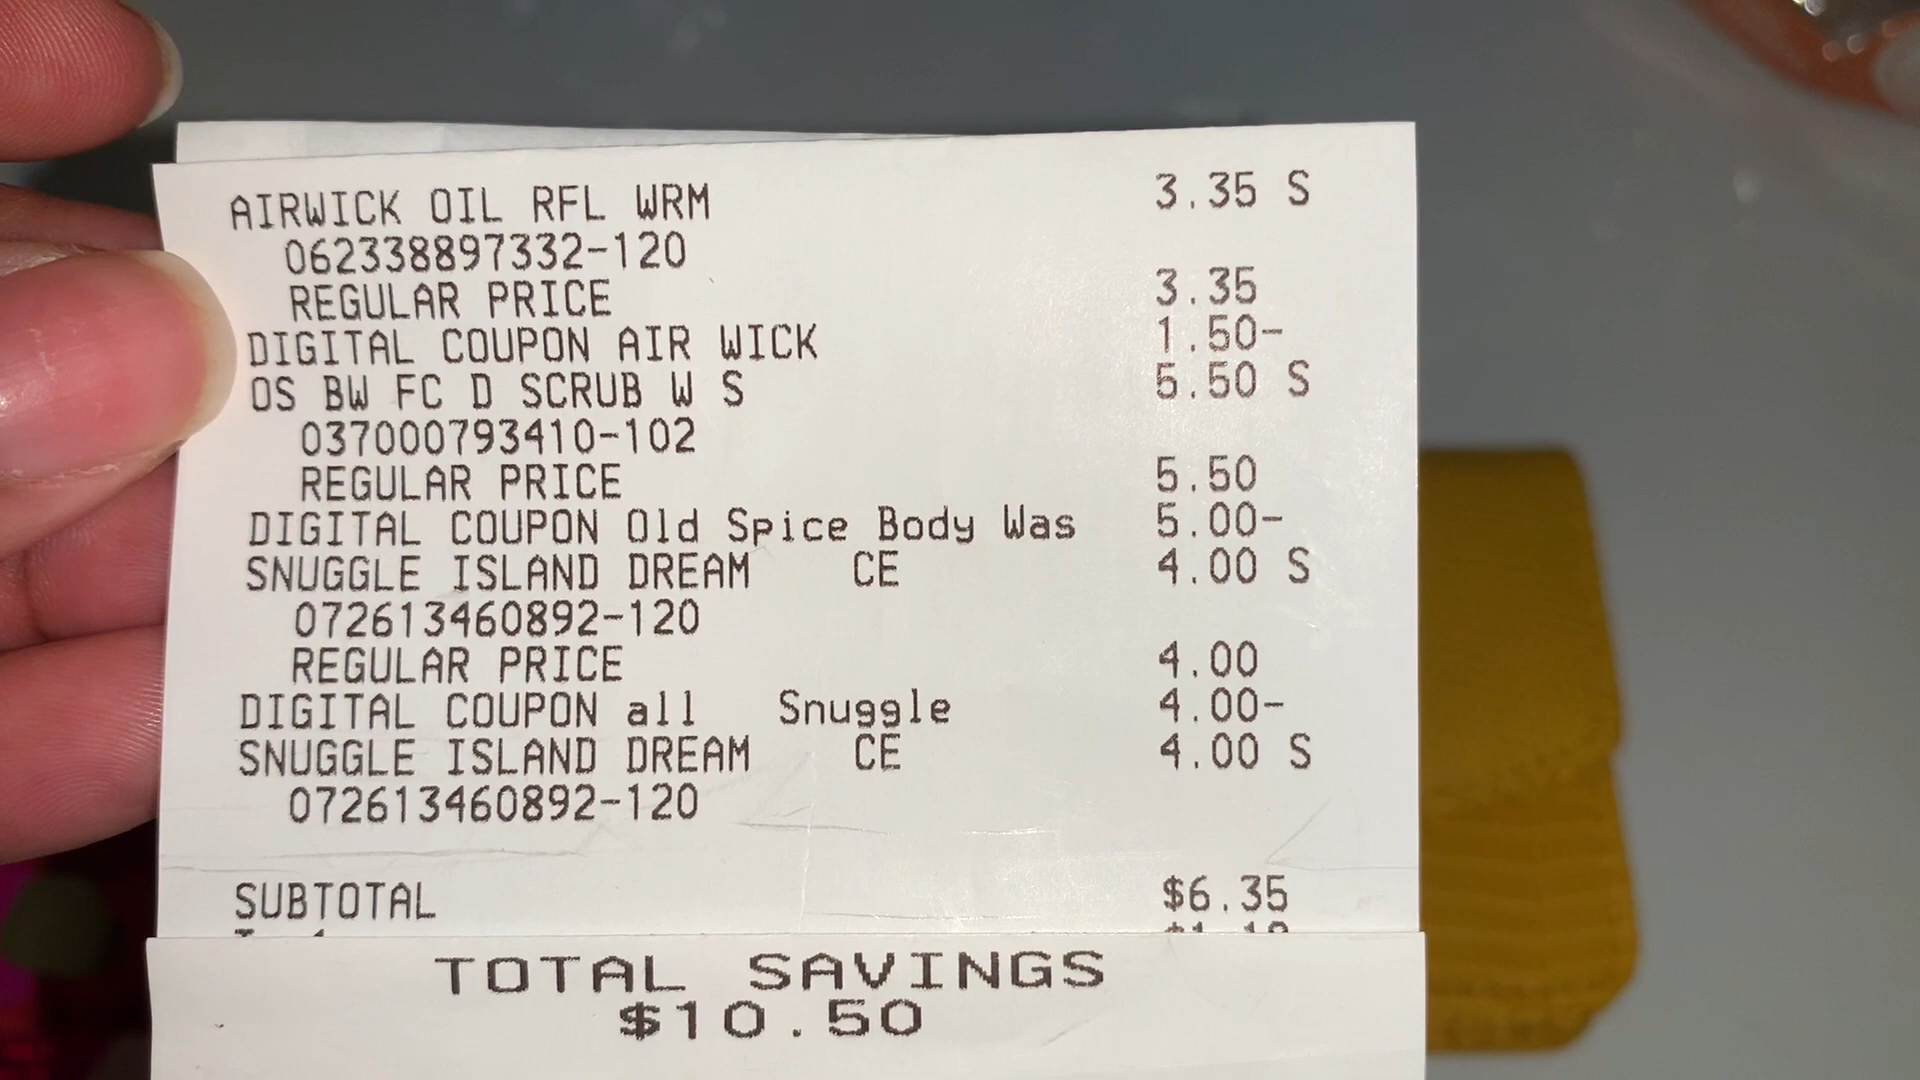 AIRWICK OIL RFL WRM 3.35 S
062338897332-120
REGULAR PRICE 3.35
DIGITAL COUPON AIR WICK 1.50-
OS BW FC D SCRUB W S 5.50 S
037000793410-102
REGULAR PRICE 5.50
DIGITAL COUPON Old Spice Body Was 5.00-
SNUGGLE ISLAND DREAM CE 4.00 S
072613460892-120
REGULAR PRICE 4.00
DIGITAL COUPON all Snuggle 4.00-
SNUGGLE ISLAND DREAM CE 4.00 S
072613460892-120
SUBTOTAL $6.35
TOTAL SAVINGS
$10.50